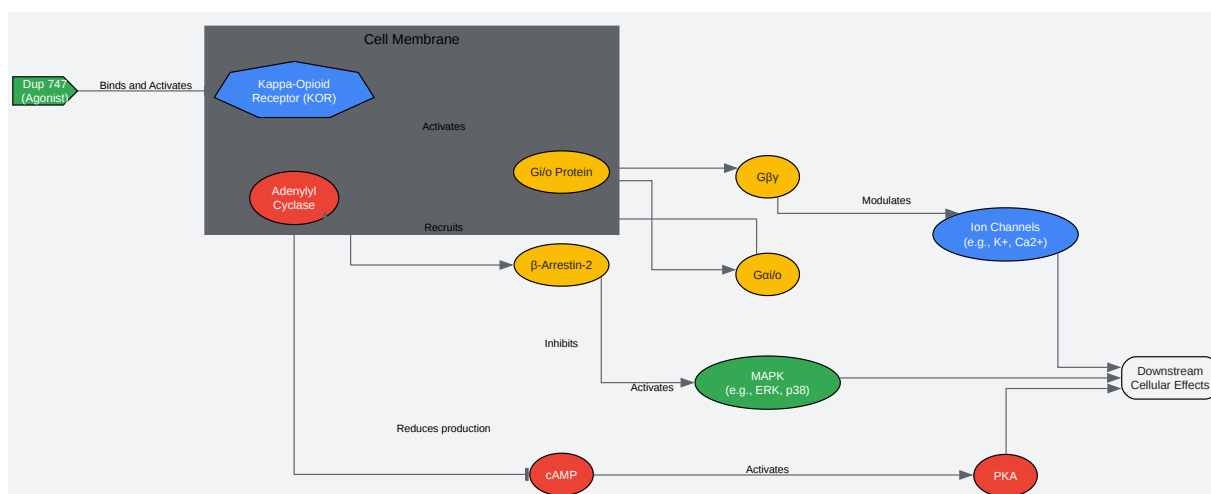 Cell Membrane
Dup 747
(Agonist)
Binds and Activates
Kappa-Opioid
Receptor (KOR)
Activates
Gi/o Protein
Gβγ
Adenylyl
Cyclase
Modulates
Recruits
Ion Channels
(e.g., K+, Ca2+)
β-Arrestin-2
Gαi/o
Inhibits
MAPK
(e.g., ERK, p38)
Activates
Downstream
Cellular Effects
Reduces production
cAMP
Activates
PKA